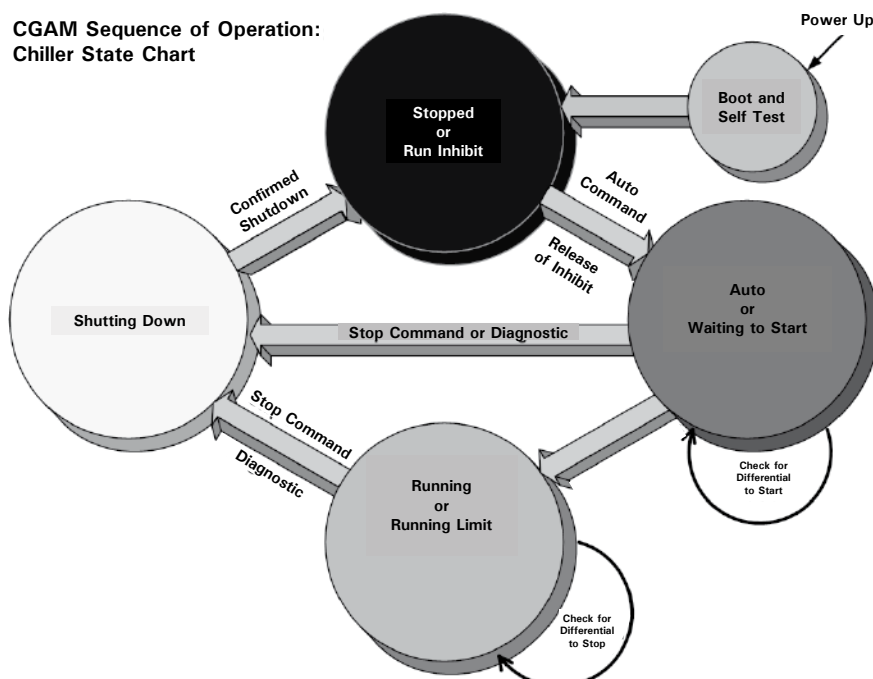 CGAM Sequence of Operation:
Chiller State Chart
Power Up
Boot and
Self Test
Stopped
or
Run Inhibit
Confirmed
Shutdown
Auto
Command
Release
of Inhibit
Shutting Down
Stop Command or Diagnostic
Auto
or
Waiting to Start
Stop Command
Diagnostic
Running
or
Running Limit
Check for
Differential
to Start
Check for
Differential
to Stop